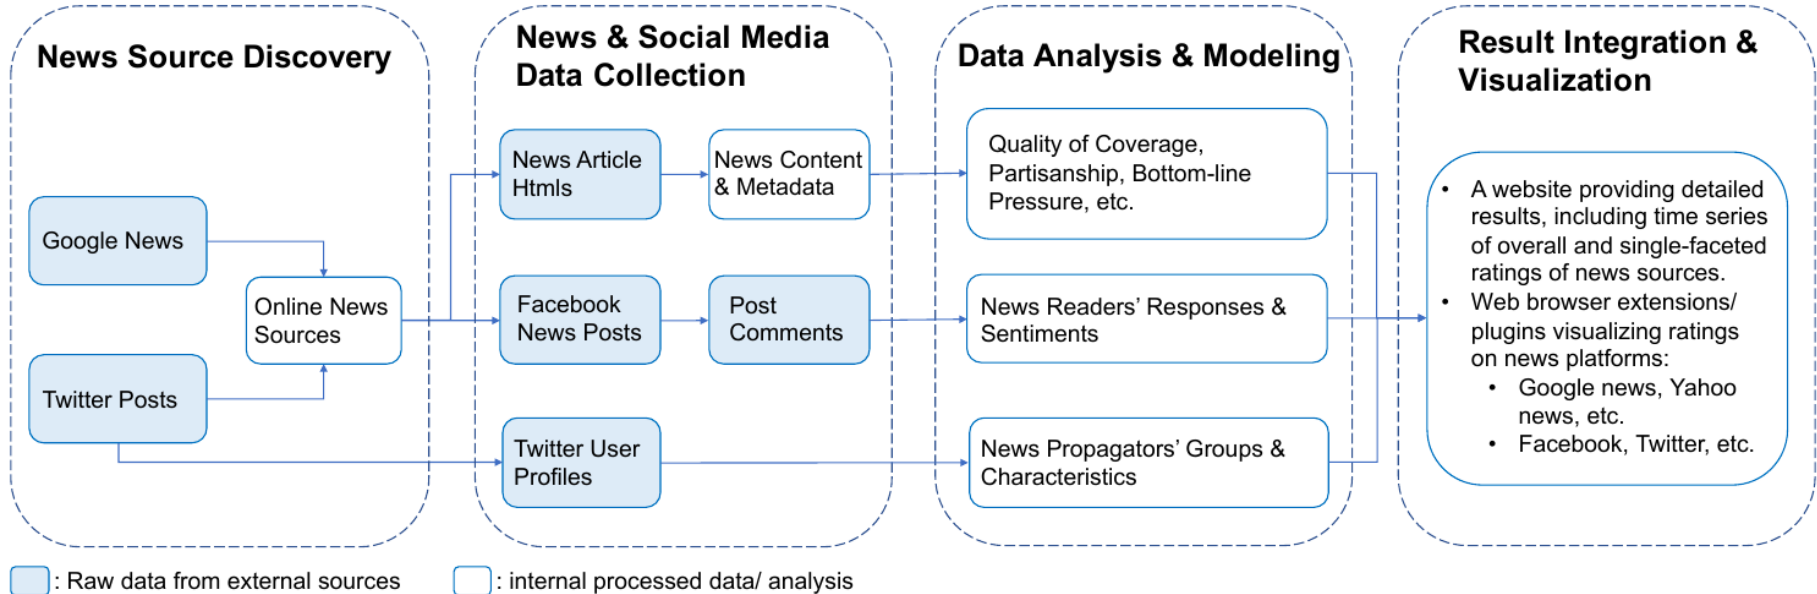 News Source Discovery
Google News
Online News
Sources
Twitter Posts
News & Social Media
Data Collection
News Article
Htmls
News Content
& Metadata
Facebook
News Posts
Post
Comments
Twitter User
Profiles
Data Analysis & Modeling
Quality of Coverage,
Partisanship, Bottom-line
Pressure, etc.
News Readers’ Responses &
Sentiments
News Propagators’ Groups &
Characteristics
Result Integration &
Visualization
• A website providing detailed
results, including time series
of overall and single-faceted
ratings of news sources.
• Web browser extensions/
plugins visualizing ratings
on news platforms:
• Google news, Yahoo
news, etc.
• Facebook, Twitter, etc.
: Raw data from external sources
: internal processed data/ analysis